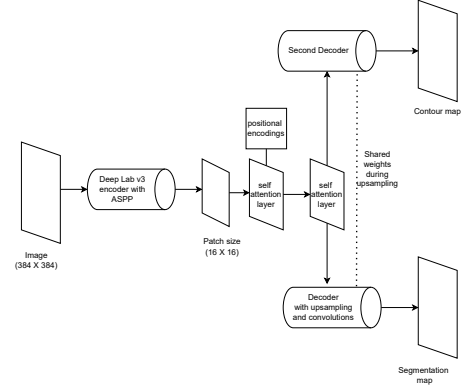 Second Decoder
Contour map
positional
encodings
Shared
weights
during
upsampling
Deep Lab v3
encoder with
ASPP
self
attention
layer
self
attention
layer
Image
(384 X 384)
Patch size
(16 X 16)
Decoder
with upsampling
and convolutions
Segmentation
map